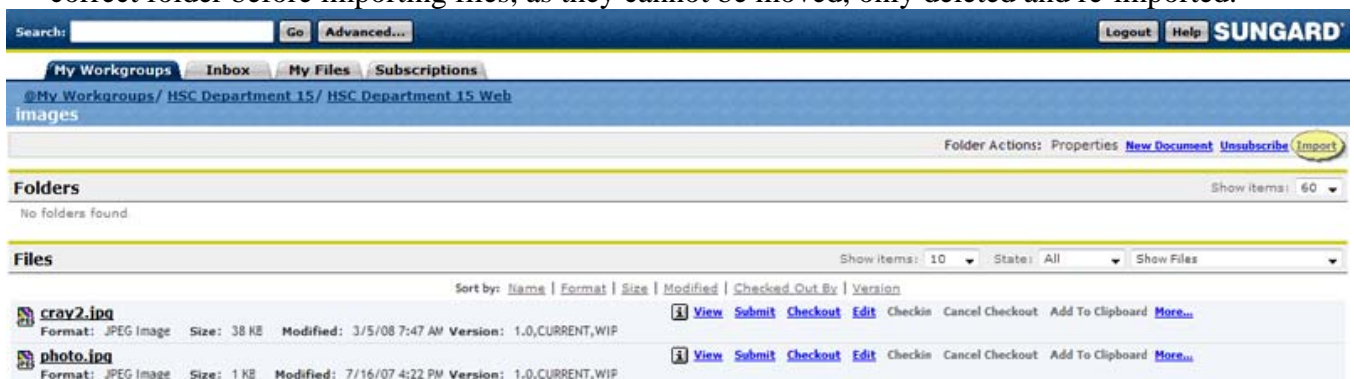 correct folder before importing files, as they cannot be moved, only deleted and re-imported.
Search: Go Advanced... Logout Help SUNGARD
My Workgroups Inbox My Files Subscriptions
@My Workgroups/ HSC Department 15/ HSC Department 15 Web
images
Folder Actions: Properties New Document Unsubscribe Import
Folders Show items: 60
No folders found
Files Show items: 10 State: All Show Files
Sort by: Name | Format | Size | Modified | Checked Out By | Version
cray2.jpg i View Submit Checkout Edit Checkin Cancel Checkout Add To Clipboard More...
Format: JPEG Image Size: 38 KB Modified: 3/5/08 7:47 AM Version: 1.0,CURRENT,WIP
photo.jpg i View Submit Checkout Edit Checkin Cancel Checkout Add To Clipboard More...
Format: JPEG Image Size: 1 KB Modified: 7/16/07 4:22 PM Version: 1.0,CURRENT,WIP